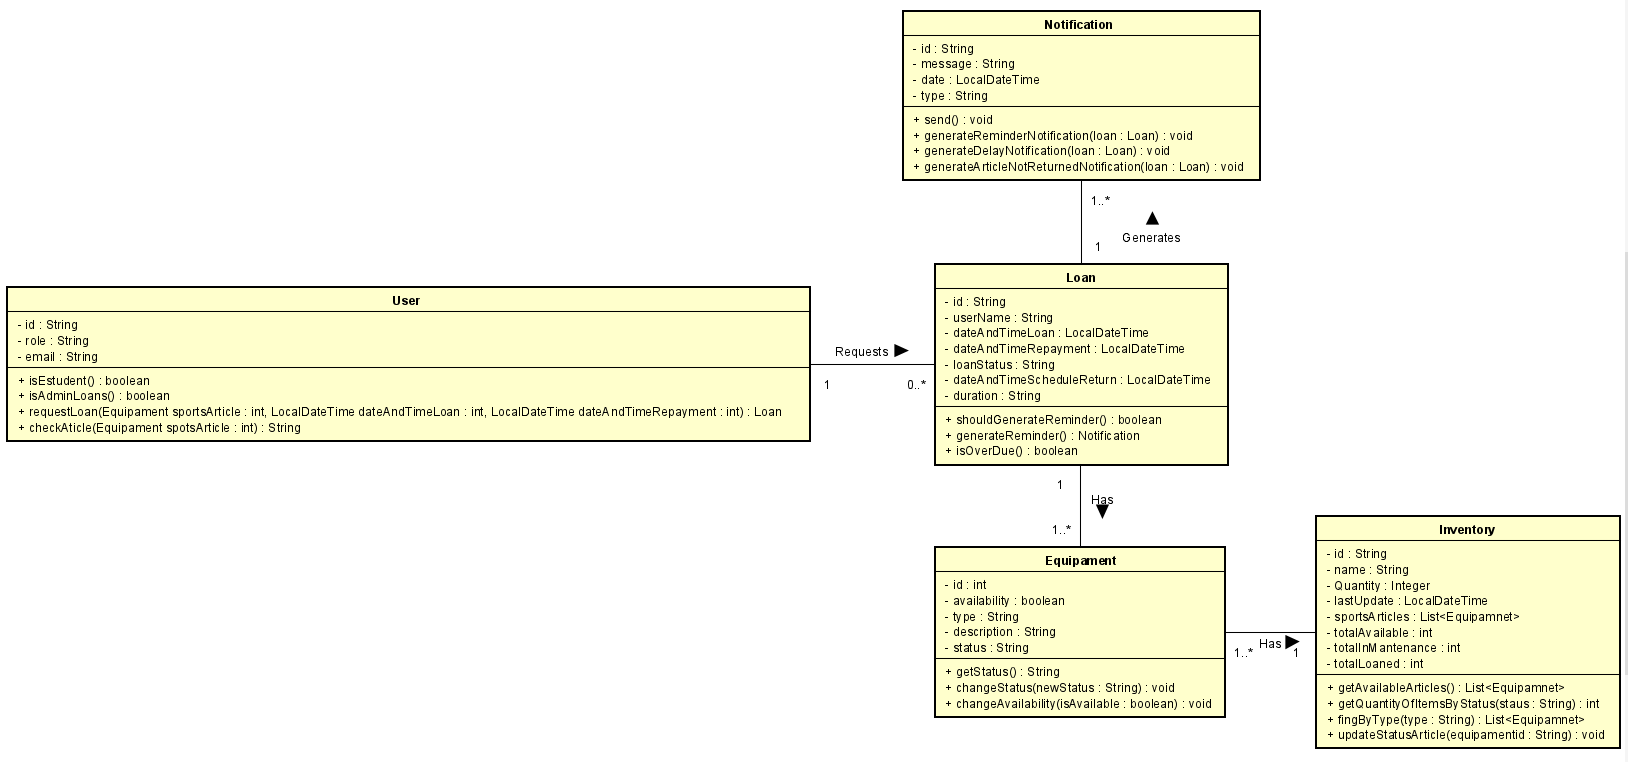 Notification
- id : String
- message : String
- date : LocalDateTime
- type : String
+ send() : void
+ generateReminderNotification(loan : Loan) : void
+ generateDelayNotification(loan : Loan) : void
+ generateArticleNotReturnedNotification(loan : Loan) : void
1..*
Generates
1
User
- id : String
- role : String
- email : String
+ isEstudent() : boolean
+ isAdminLoans() : boolean
+ requestLoan(Equipament sportsArticle : int, LocalDateTime dateAndTimeLoan : int, LocalDateTime dateAndTimeRepayment : int) : Loan
+ checkAticle(Equipament spotsArticle : int) : String
Requests
1
0..*
Loan
- id : String
- userName : String
- dateAndTimeLoan : LocalDateTime
- dateAndTimeRepayment : LocalDateTime
- loanStatus : String
- dateAndTimeScheduleReturn : LocalDateTime
- duration : String
+ shouldGenerateReminder() : boolean
+ generateReminder() : Notification
+ isOverDue() : boolean
1
Has
1..*
Equipament
- id : int
- availability : boolean
- type : String
- description : String
- status : String
+ getStatus() : String
+ changeStatus(newStatus : String) : void
+ changeAvailability(isAvailable : boolean) : void
1..*
Has
1
Inventory
- id : String
- name : String
- Quantity : Integer
- lastUpdate : LocalDateTime
- sportsArticles : List<Equipamnet>
- totalAvailable : int
- totalInMantenance : int
- totalLoaned : int
+ getAvailableArticles() : List<Equipamnet>
+ getQuantityOfItemsByStatus(staus : String) : int
+ fingByType(type : String) : List<Equipamnet>
+ updateStatusArticle(equipamentid : String) : void